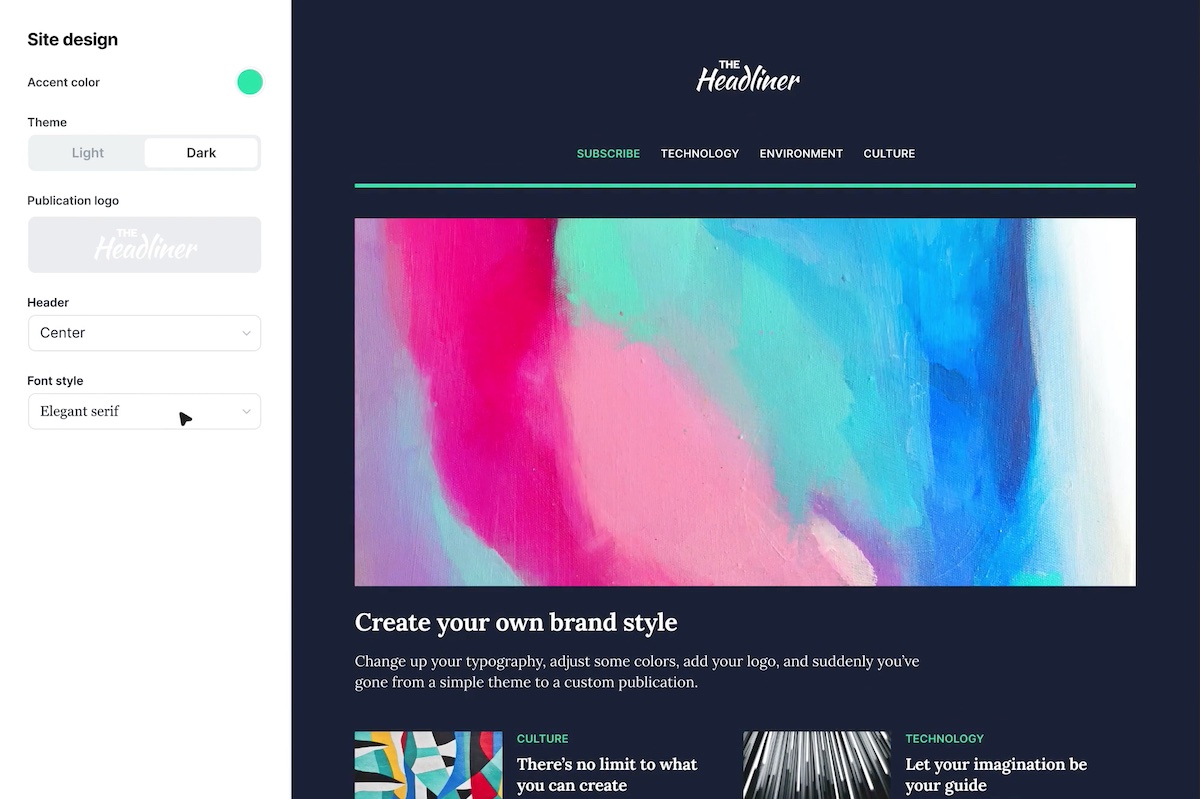 Site design
Accent color
Theme
Light
Dark
Publication logo
THE
Headliner
Header
Center
Font style
Elegant serif
THE
Headliner
SUBSCRIBE TECHNOLOGY ENVIRONMENT CULTURE
Create your own brand style
Change up your typography, adjust some colors, add your logo, and suddenly you’ve
gone from a simple theme to a custom publication.
CULTURE
There’s no limit to what
you can create
TECHNOLOGY
Let your imagination be
your guide